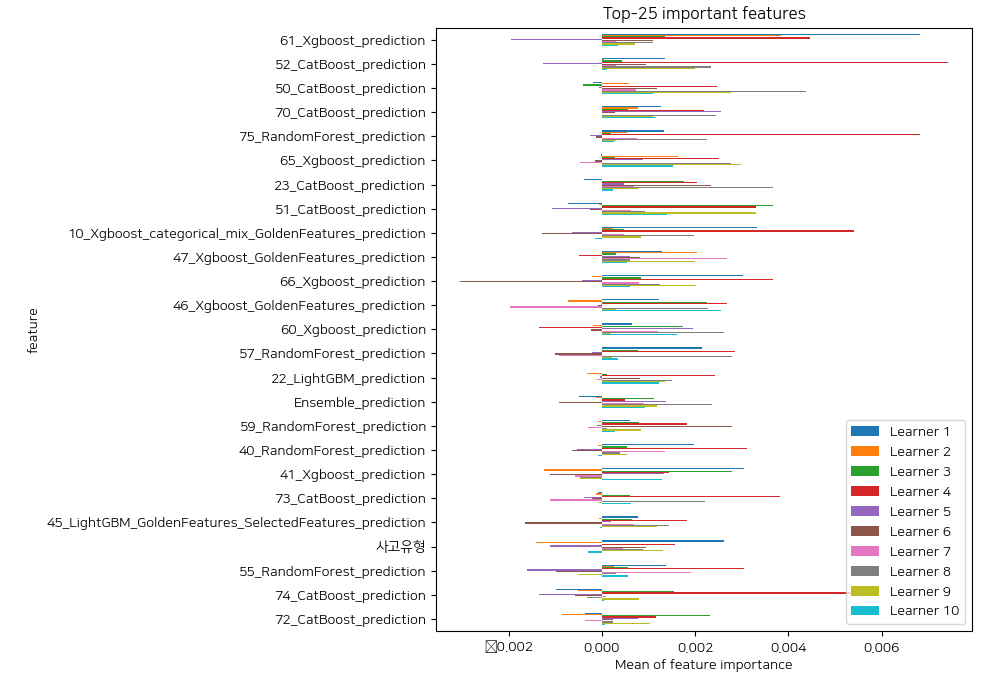 Top-25 important features
61_Xgboost_prediction
52_CatBoost_prediction
50_CatBoost_prediction
70_CatBoost_prediction
75_RandomForest_prediction
65_Xgboost_prediction
23_CatBoost_prediction
51_CatBoost_prediction
10_Xgboost_categorical_mix_GoldenFeatures_prediction
47_Xgboost_GoldenFeatures_prediction
66_Xgboost_prediction
46_Xgboost_GoldenFeatures_prediction
60_Xgboost_prediction
57_RandomForest_prediction
22_LightGBM_prediction
Ensemble_prediction
59_RandomForest_prediction
40_RandomForest_prediction
41_Xgboost_prediction
73_CatBoost_prediction
45_LightGBM_GoldenFeatures_SelectedFeatures_prediction
사고유형
55_RandomForest_prediction
74_CatBoost_prediction
72_CatBoost_prediction
feature
Learner 1
Learner 2
Learner 3
Learner 4
Learner 5
Learner 6
Learner 7
Learner 8
Learner 9
Learner 10
0.002 0.000 0.002 0.004 0.006
Mean of feature importance